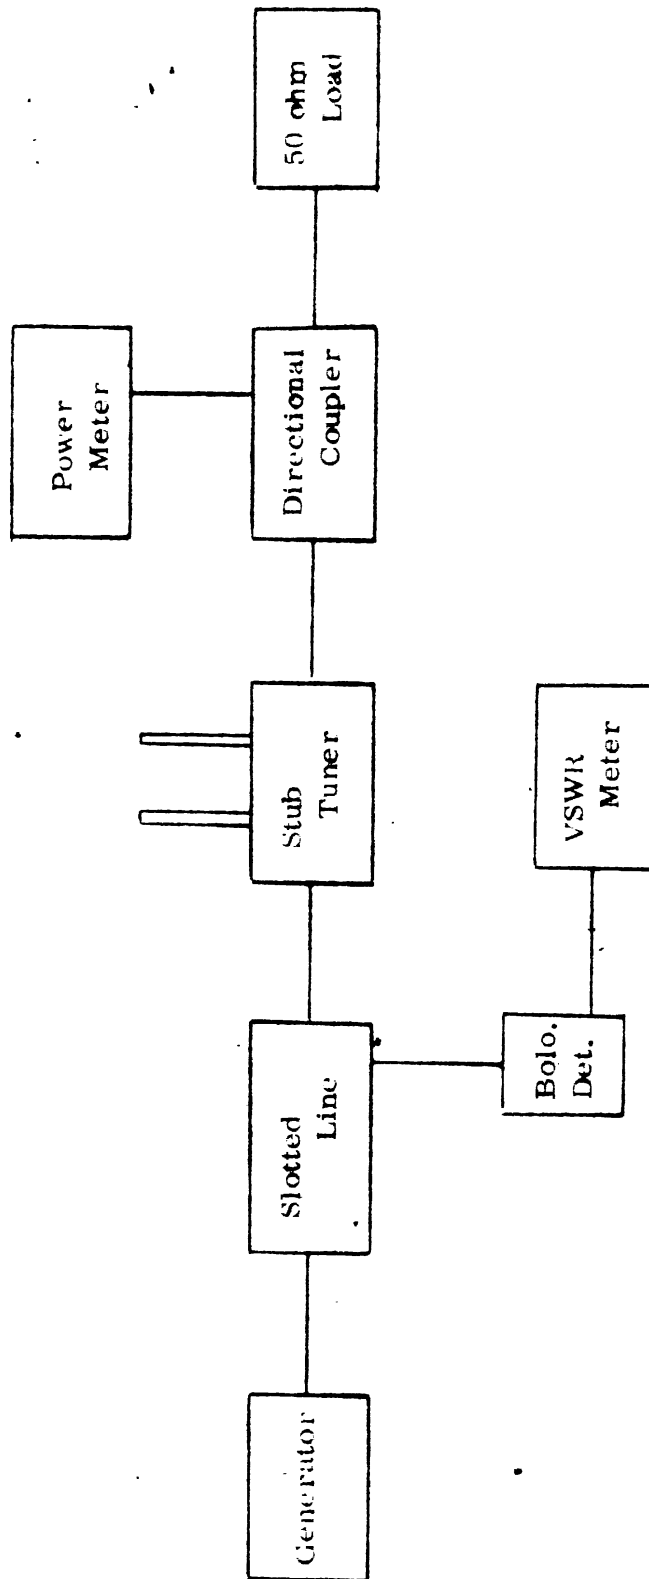 Generator
Slotted
Line
Stub
Tuner
Directional
Coupler
50 ohm
Load
Power
Meter
Bolo.
Det.
VSWR
Meter